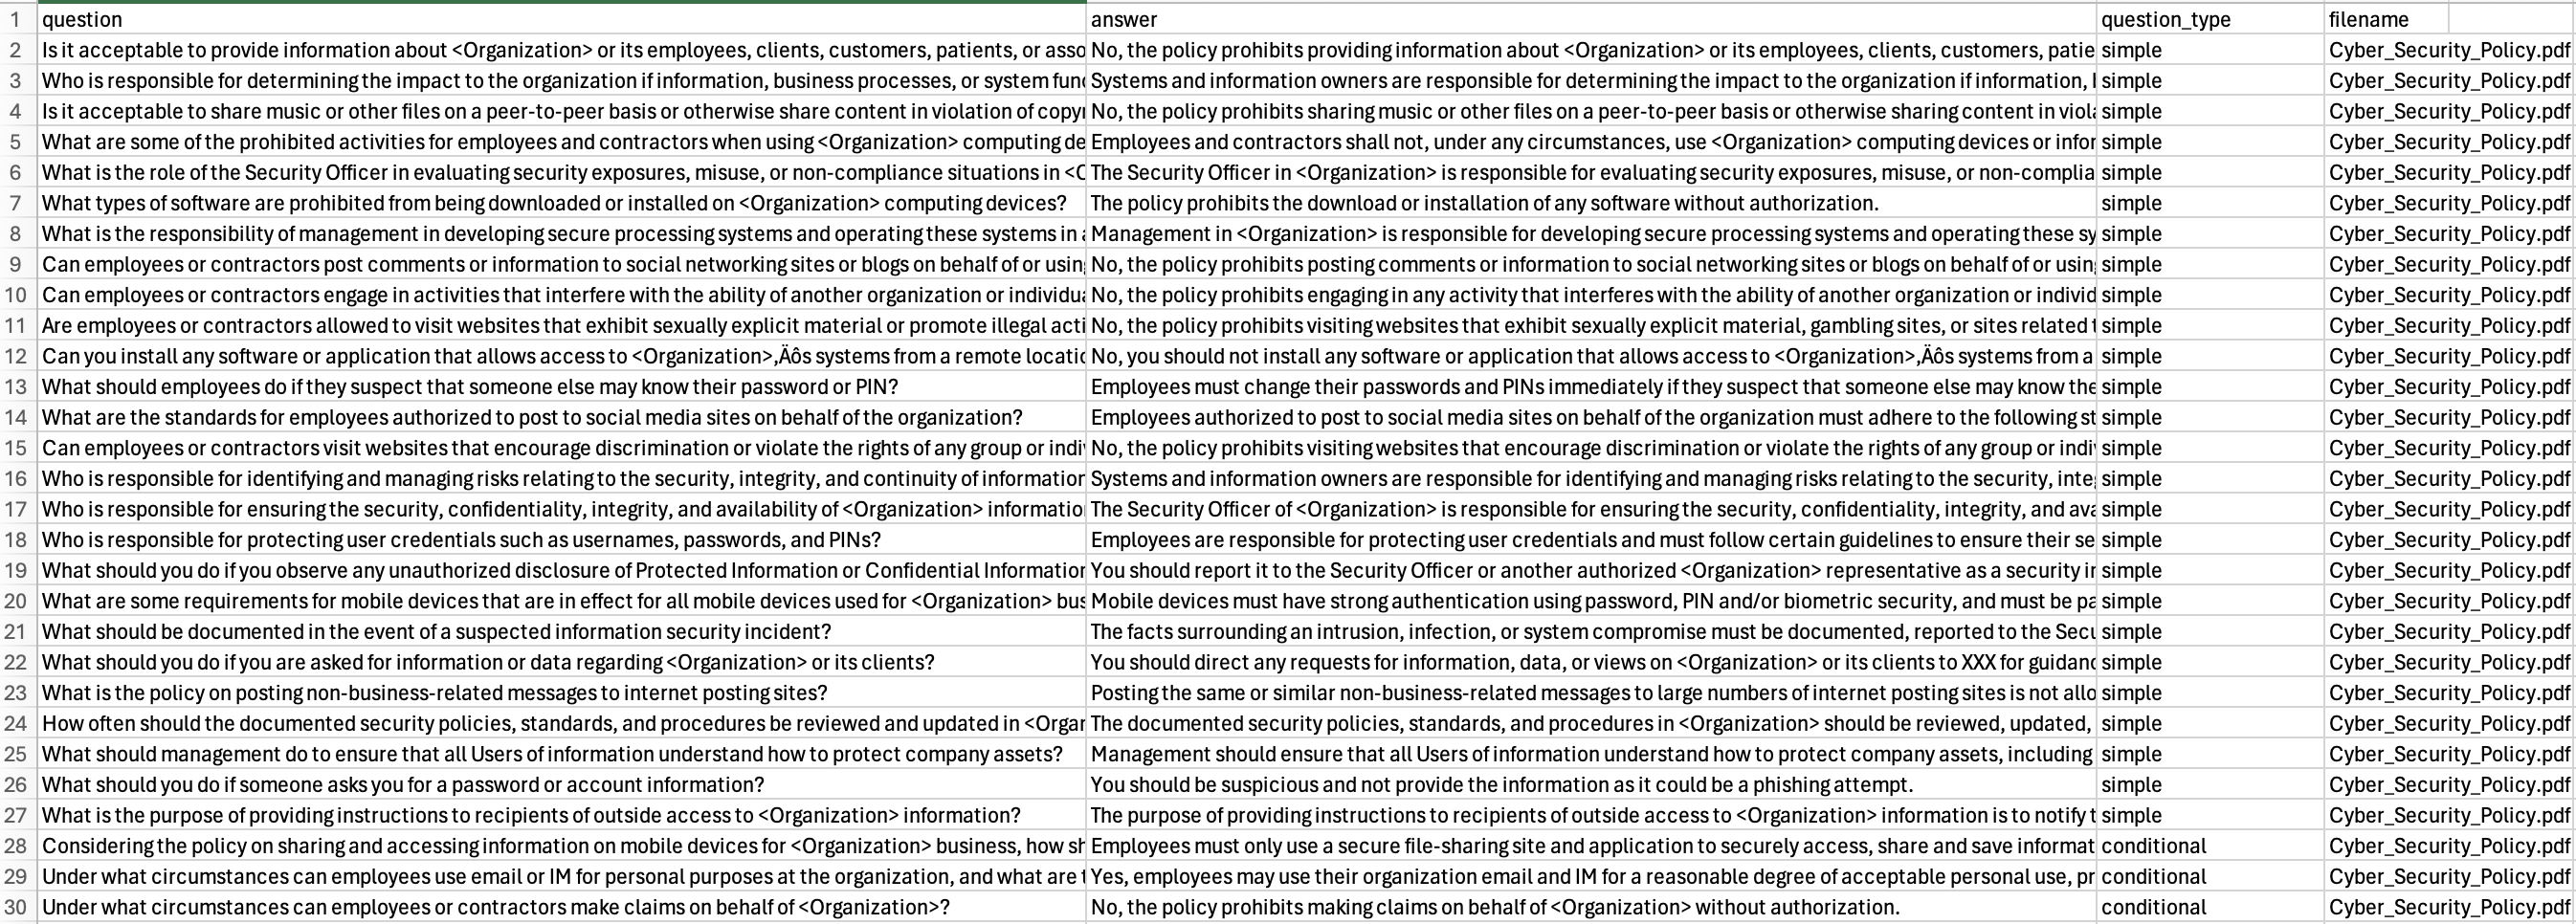 1 question answer question_type filename
2 Is it acceptable to provide information about <Organization> or its employees, clients, customers, patients, or asso No, the policy prohibits providing information about <Organization> or its employees, clients, customers, patie simple Cyber_Security_Policy.pdf
3 Who is responsible for determining the impact to the organization if information, business processes, or system func Systems and information owners are responsible for determining the impact to the organization if information, simple Cyber_Security_Policy.pdf
4 Is it acceptable to share music or other files on a peer-to-peer basis or otherwise share content in violation of copy No, the policy prohibits sharing music or other files on a peer-to-peer basis or otherwise sharing content in viola simple Cyber_Security_Policy.pdf
5 What are some of the prohibited activities for employees and contractors when using <Organization> computing de Employees and contractors shall not, under any circumstances, use <Organization> computing devices or infor simple Cyber_Security_Policy.pdf
6 What is the role of the Security Officer in evaluating security exposures, misuse, or non-compliance situations in <O The Security Officer in <Organization> is responsible for evaluating security exposures, misuse, or non-complia simple Cyber_Security_Policy.pdf
7 What types of software are prohibited from being downloaded or installed on <Organization> computing devices? The policy prohibits the download or installation of any software without authorization. simple Cyber_Security_Policy.pdf
8 What is the responsibility of management in developing secure processing systems and operating these systems in a Management in <Organization> is responsible for developing secure processing systems and operating these sy simple Cyber_Security_Policy.pdf
9 Can employees or contractors post comments or information to social networking sites or blogs on behalf of or using No, the policy prohibits posting comments or information to social networking sites or blogs on behalf of or using simple Cyber_Security_Policy.pdf
10 Can employees or contractors engage in activities that interfere with the ability of another organization or individua No, the policy prohibits engaging in any activity that interferes with the ability of another organization or individ simple Cyber_Security_Policy.pdf
11 Are employees or contractors allowed to visit websites that exhibit sexually explicit material or promote illegal acti No, the policy prohibits visiting websites that exhibit sexually explicit material, gambling sites, or sites related t simple Cyber_Security_Policy.pdf
12 Can you install any software or application that allows access to <Organization>‚Äôs systems from a remote locatio No, you should not install any software or application that allows access to <Organization>‚Äôs systems from a simple Cyber_Security_Policy.pdf
13 What should employees do if they suspect that someone else may know their password or PIN? Employees must change their passwords and PINs immediately if they suspect that someone else may know the simple Cyber_Security_Policy.pdf
14 What are the standards for employees authorized to post to social media sites on behalf of the organization? Employees authorized to post to social media sites on behalf of the organization must adhere to the following st simple Cyber_Security_Policy.pdf
15 Can employees or contractors visit websites that encourage discrimination or violate the rights of any group or indiv No, the policy prohibits visiting websites that encourage discrimination or violate the rights of any group or indiv simple Cyber_Security_Policy.pdf
16 Who is responsible for identifying and managing risks relating to the security, integrity, and continuity of information Systems and information owners are responsible for identifying and managing risks relating to the security, integ simple Cyber_Security_Policy.pdf
17 Who is responsible for ensuring the security, confidentiality, integrity, and availability of <Organization> information The Security Officer of <Organization> is responsible for ensuring the security, confidentiality, integrity, and ava simple Cyber_Security_Policy.pdf
18 Who is responsible for protecting user credentials such as usernames, passwords, and PINs? Employees are responsible for protecting user credentials and must follow certain guidelines to ensure their se simple Cyber_Security_Policy.pdf
19 What should you do if you observe any unauthorized disclosure of Protected Information or Confidential Information You should report it to the Security Officer or another authorized <Organization> representative as a security in simple Cyber_Security_Policy.pdf
20 What are some requirements for mobile devices that are in effect for all mobile devices used for <Organization> bus Mobile devices must have strong authentication using password, PIN and/or biometric security, and must be pa simple Cyber_Security_Policy.pdf
21 What should be documented in the event of a suspected information security incident? The facts surrounding an intrusion, infection, or system compromise must be documented, reported to the Secu simple Cyber_Security_Policy.pdf
22 What should you do if you are asked for information or data regarding <Organization> or its clients? You should direct any requests for information, data, or views on <Organization> or its clients to XXX for guidanc simple Cyber_Security_Policy.pdf
23 What is the policy on posting non-business-related messages to internet posting sites? Posting the same or similar non-business-related messages to large numbers of internet posting sites is not allo simple Cyber_Security_Policy.pdf
24 How often should the documented security policies, standards, and procedures be reviewed and updated in <Organ The documented security policies, standards, and procedures in <Organization> should be reviewed, updated, simple Cyber_Security_Policy.pdf
25 What should management do to ensure that all Users of information understand how to protect company assets? Management should ensure that all Users of information understand how to protect company assets, including simple Cyber_Security_Policy.pdf
26 What should you do if someone asks you for a password or account information? You should be suspicious and not provide the information as it could be a phishing attempt. simple Cyber_Security_Policy.pdf
27 What is the purpose of providing instructions to recipients of outside access to <Organization> information? The purpose of providing instructions to recipients of outside access to <Organization> information is to notify t simple Cyber_Security_Policy.pdf
28 Considering the policy on sharing and accessing information on mobile devices for <Organization> business, how sh Employees must only use a secure file-sharing site and application to securely access, share and save informat conditional Cyber_Security_Policy.pdf
29 Under what circumstances can employees use email or IM for personal purposes at the organization, and what are t Yes, employees may use their organization email and IM for a reasonable degree of acceptable personal use, pr conditional Cyber_Security_Policy.pdf
30 Under what circumstances can employees or contractors make claims on behalf of <Organization>? No, the policy prohibits making claims on behalf of <Organization> without authorization. conditional Cyber_Security_Policy.pdf